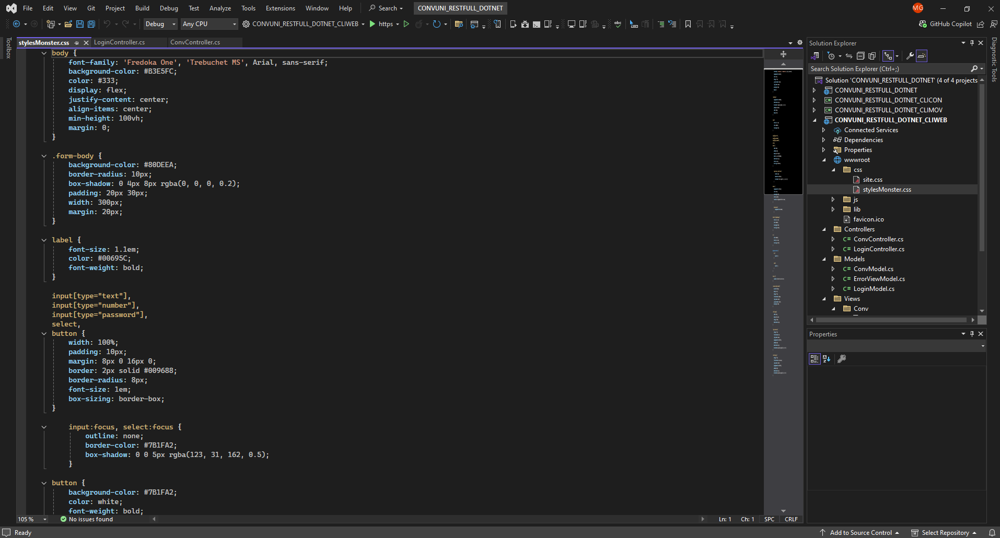 File Edit View Git Project Build Debug Test Analyze Tools Extensions Window Help Search CONVUNI_RESTFULL_DOTNET MG
Debug Any CPU CONVUNI_RESTFULL_DOTNET_CLIWEB https GitHub Copilot
Toolbox
stylesMonster.css LoginController.cs ConvController.cs
body {
font-family: 'Fredoka One', 'Trebuchet MS', Arial, sans-serif;
background-color: #B3E5FC;
color: #333;
display: flex;
justify-content: center;
align-items: center;
min-height: 100vh;
margin: 0;
}
.form-body {
background-color: #80DEEA;
border-radius: 10px;
box-shadow: 0 4px 8px rgba(0, 0, 0, 0.2);
padding: 20px 30px;
width: 300px;
margin: 20px;
}
label {
font-size: 1.1em;
color: #00695C;
font-weight: bold;
}
input[type="text"],
input[type="number"],
input[type="password"],
select,
button {
width: 100%;
padding: 10px;
margin: 8px 0 16px 0;
border: 2px solid #009688;
border-radius: 8px;
font-size: 1em;
box-sizing: border-box;
}
input:focus, select:focus {
outline: none;
border-color: #7B1FA2;
box-shadow: 0 0 5px rgba(123, 31, 162, 0.5);
}
button {
background-color: #7B1FA2;
color: white;
font-weight: bold;
105 % No issues found Ln: 1 Ch: 1 SPC CRLF
Solution Explorer
Search Solution Explorer (Ctrl+;)
Solution 'CONVUNI_RESTFULL_DOTNET' (4 of 4 projects
CONVUNI_RESTFULL_DOTNET
C# CONVUNI_RESTFULL_DOTNET_CLICON
C# CONVUNI_RESTFULL_DOTNET_CLIMOV
CONVUNI_RESTFULL_DOTNET_CLIWEB
Connected Services
Dependencies
Properties
wwwroot
css
site.css
stylesMonster.css
js
lib
favicon.ico
Controllers
C# ConvController.cs
C# LoginController.cs
Models
C# ConvModel.cs
C# ErrorViewModel.cs
C# LoginModel.cs
Views
Conv
Properties
Diagnostic Tools
Ready Add to Source Control Select Repository